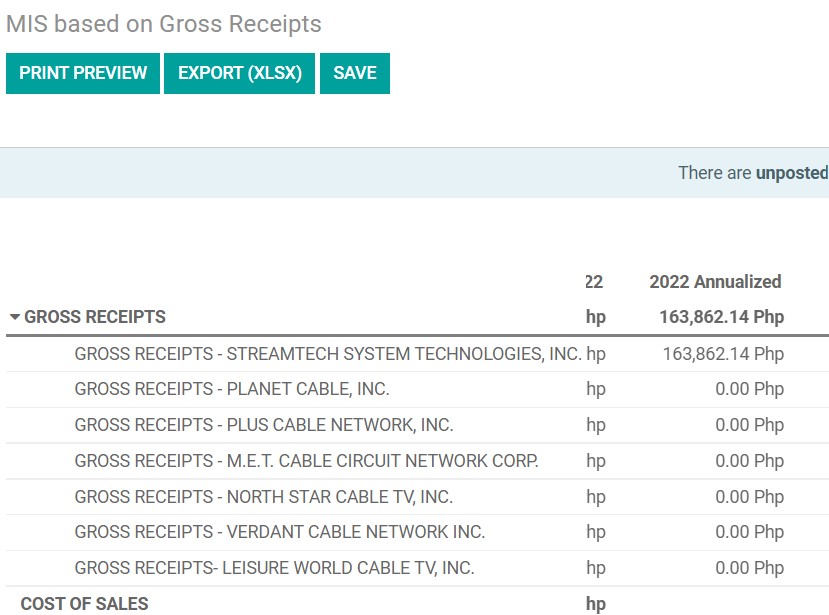 MIS based on Gross Receipts
PRINT PREVIEW EXPORT (XLSX) SAVE
There are unposted
22 2022 Annualized
GROSS RECEIPTS hp 163,862.14 Php
GROSS RECEIPTS - STREAMTECH SYSTEM TECHNOLOGIES, INC. hp 163,862.14 Php
GROSS RECEIPTS - PLANET CABLE, INC. hp 0.00 Php
GROSS RECEIPTS - PLUS CABLE NETWORK, INC. hp 0.00 Php
GROSS RECEIPTS - M.E.T. CABLE CIRCUIT NETWORK CORP. hp 0.00 Php
GROSS RECEIPTS - NORTH STAR CABLE TV, INC. hp 0.00 Php
GROSS RECEIPTS - VERDANT CABLE NETWORK INC. hp 0.00 Php
GROSS RECEIPTS- LEISURE WORLD CABLE TV, INC. hp 0.00 Php
COST OF SALES hp